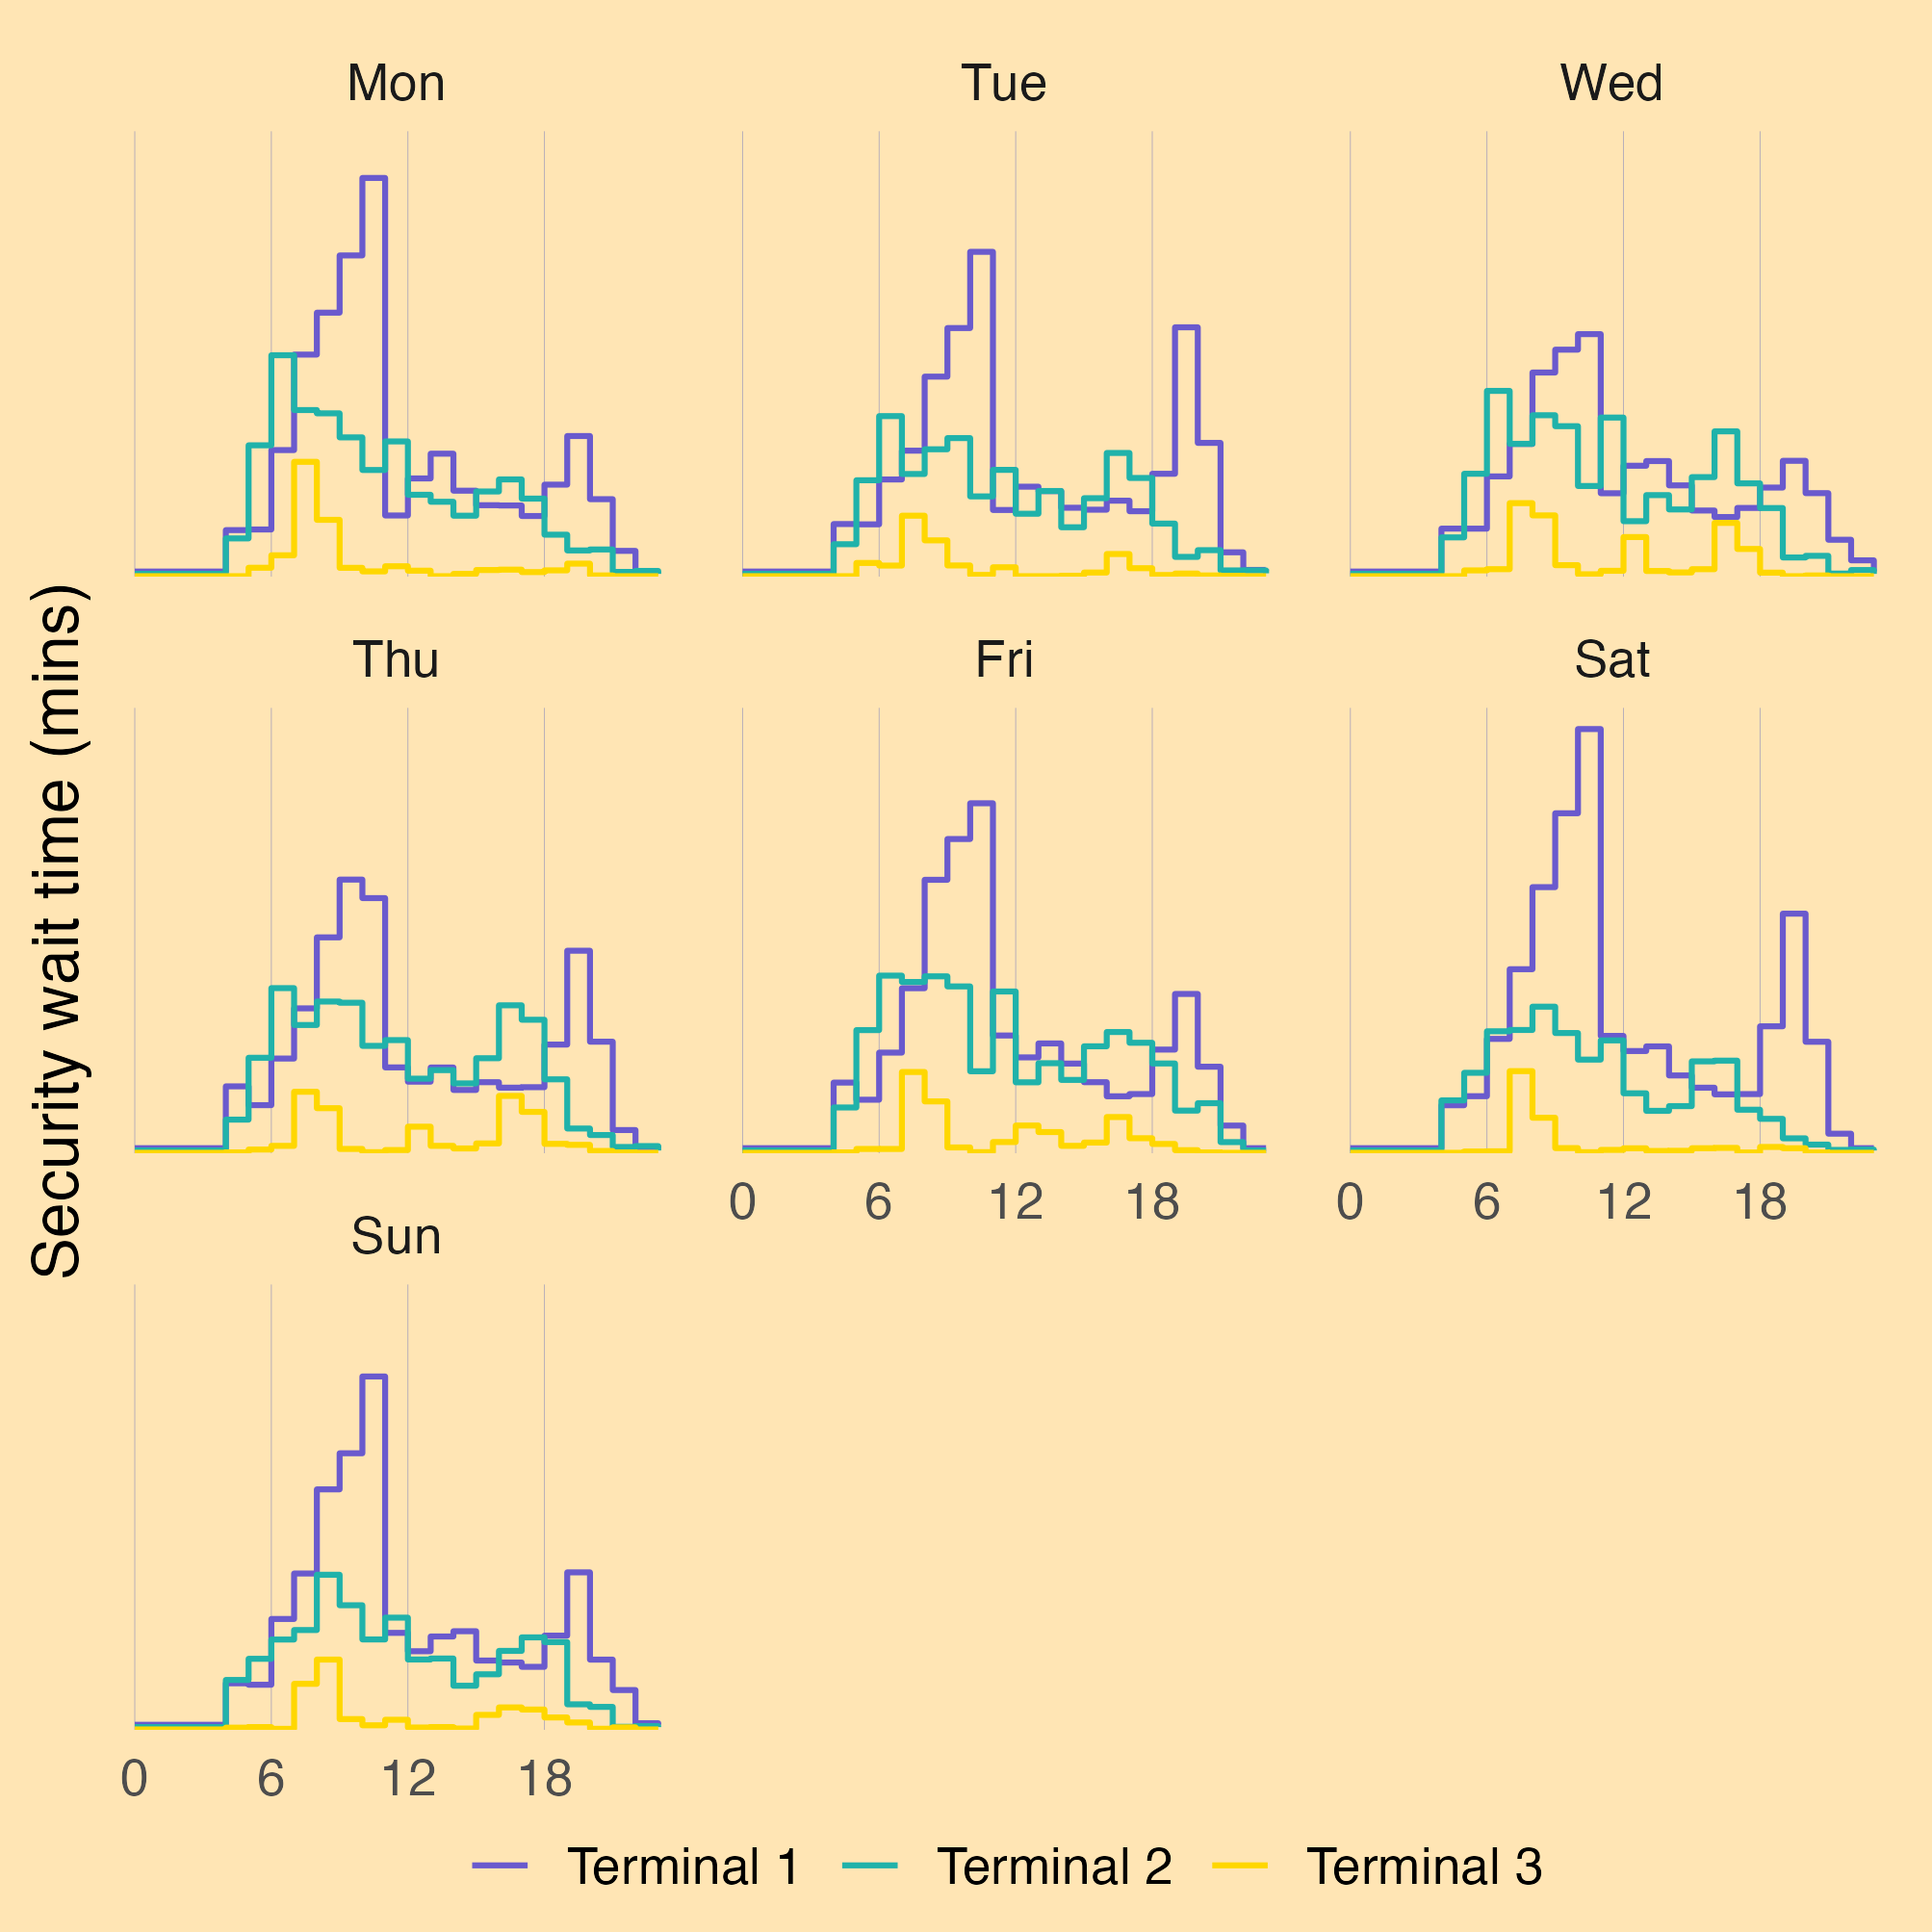 Mon
Tue
Wed
Security wait time (mins)
Thu
Fri
Sat
0 6 12 18
0 6 12 18
Sun
0 6 12 18
Terminal 1
Terminal 2
Terminal 3